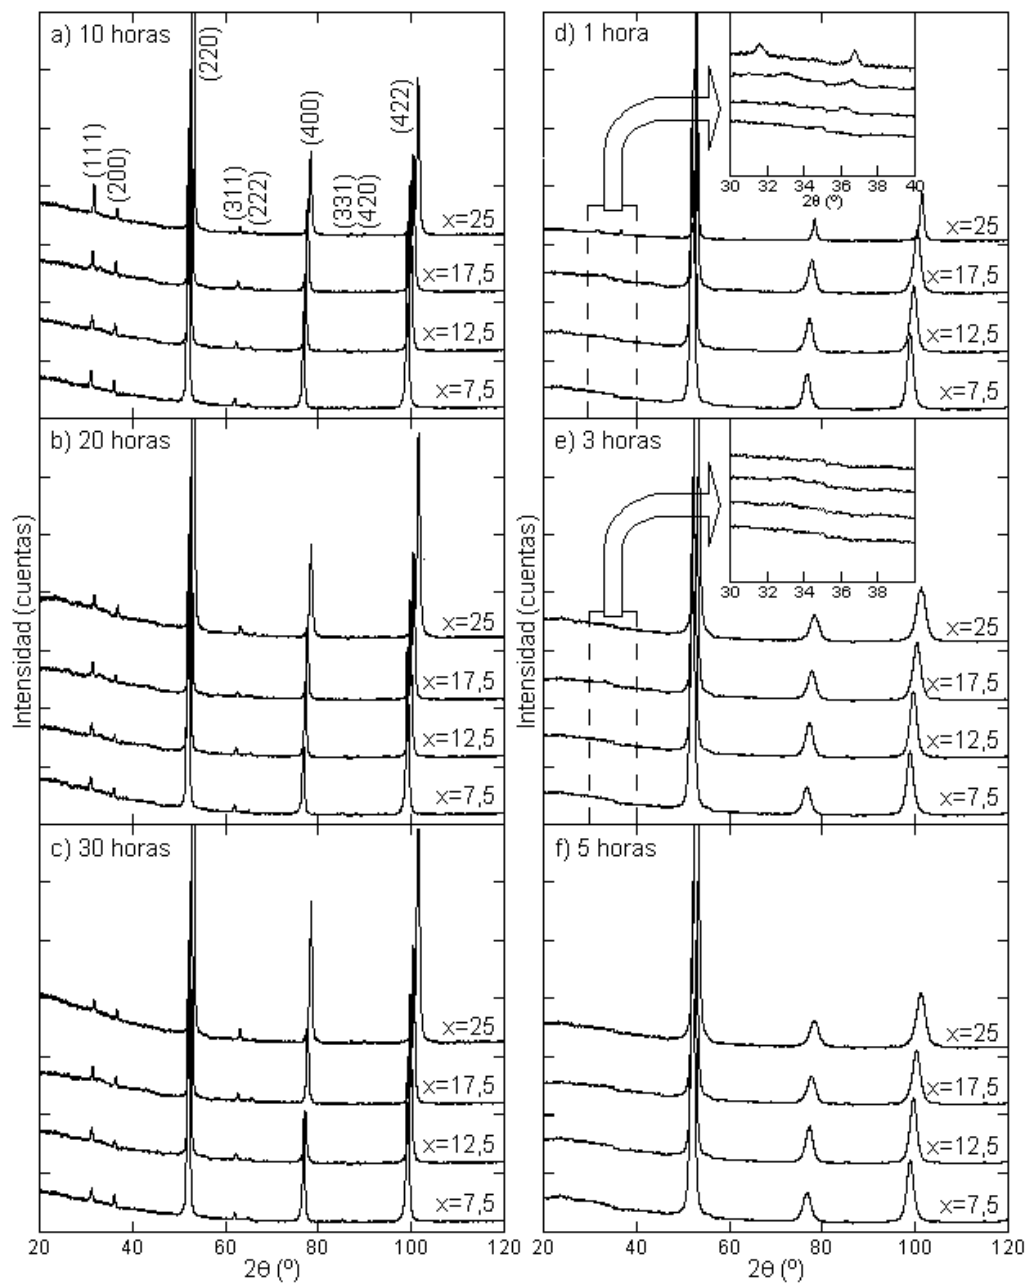 a) 10 horas
(111)
(200)
(220)
(311)
(222)
(400)
(331)
(420)
(422)
x=25
x=17,5
x=12,5
x=7,5
d) 1 hora
30 32 34 36 38 40
2θ (º)
x=25
x=17,5
x=12,5
x=7,5
b) 20 horas
x=25
x=17,5
x=12,5
x=7,5
e) 3 horas
30 32 34 36 38
x=25
x=17,5
x=12,5
x=7,5
Intensidad (cuentas)
Intensidad (cuentas)
c) 30 horas
x=25
x=17,5
x=12,5
x=7,5
f) 5 horas
x=25
x=17,5
x=12,5
x=7,5
20 40 60 80 100 20 40 60 80 100 120
2θ (º)
2θ (º)